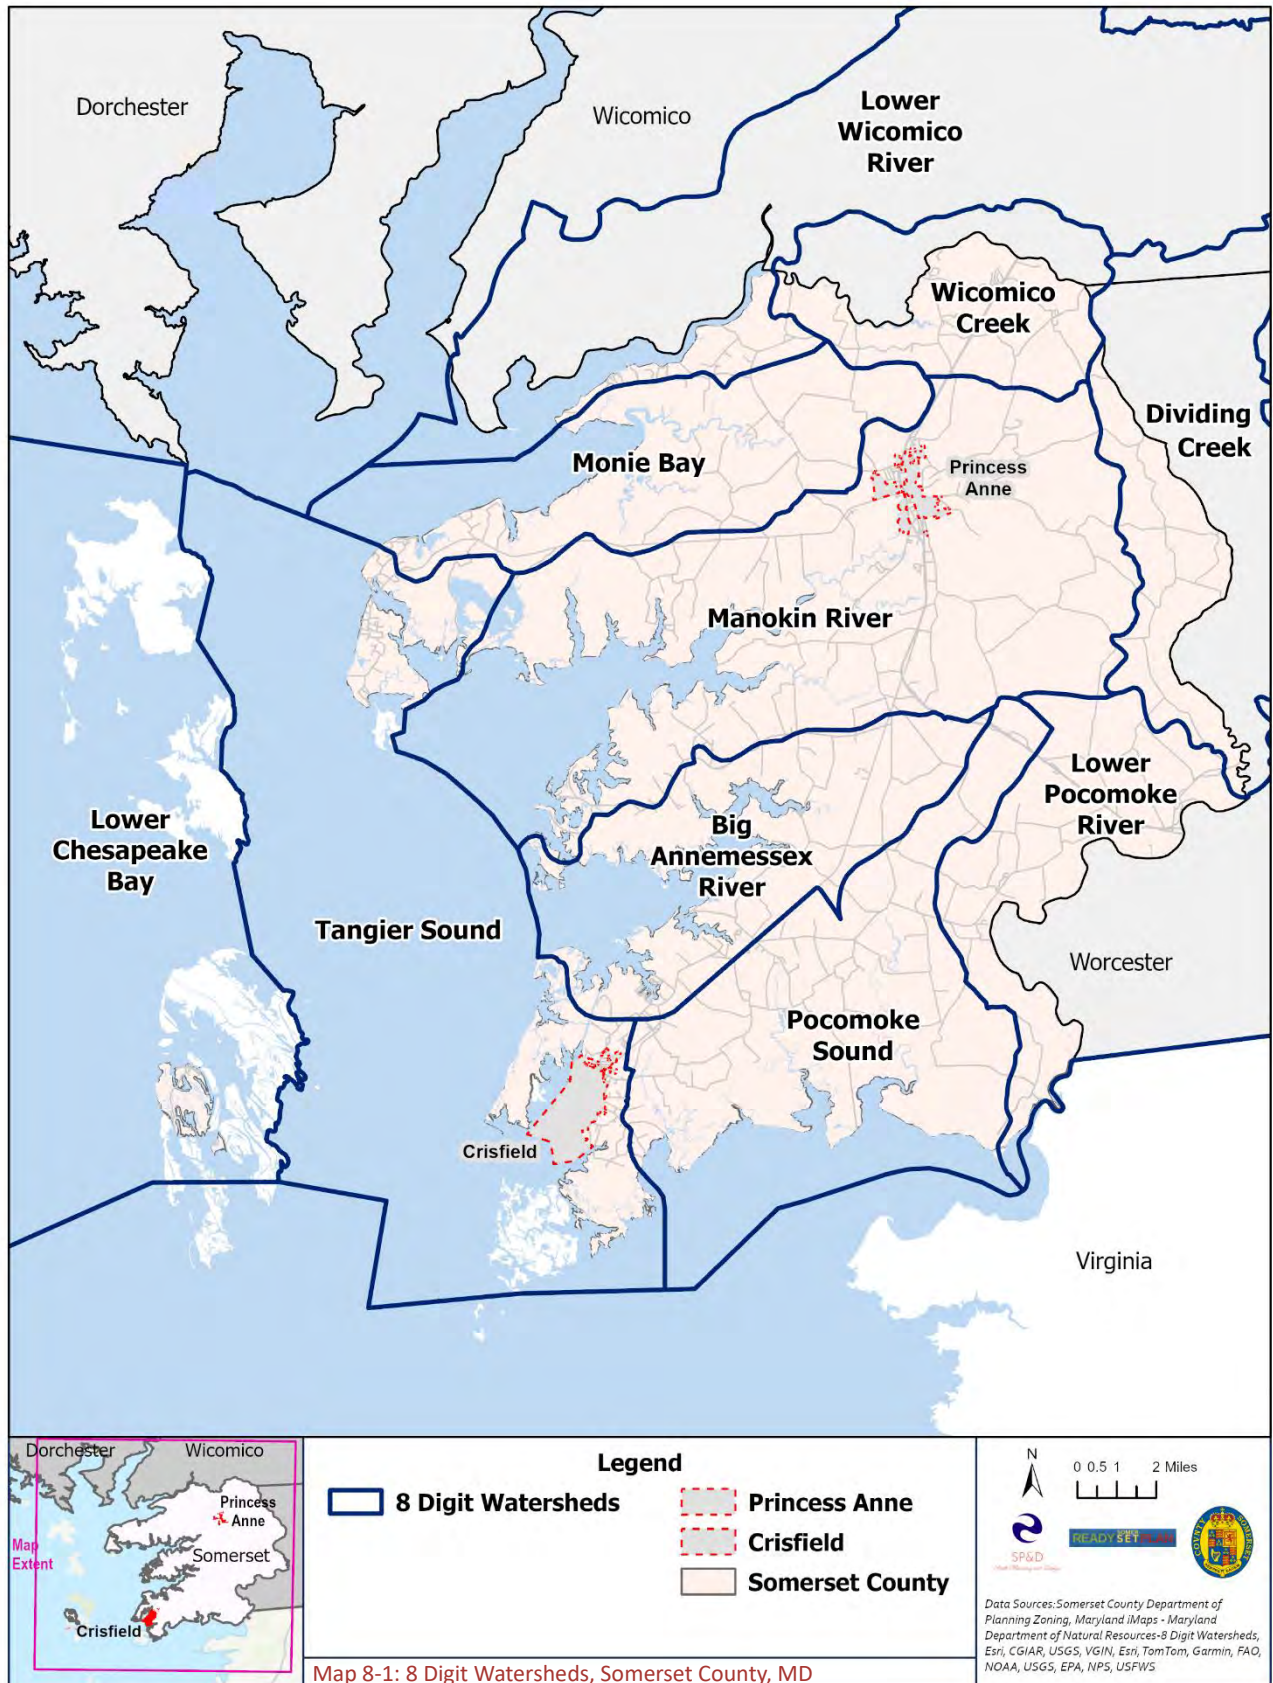 Dorchester
Wicomico
Lower
Wicomico
River
Wicomico
Creek
Dividing
Creek
Monie Bay
Princess
Anne
Manokin River
Lower
Pocomoke
River
Lower
Chesapeake
Bay
Big
Annemessex
River
Tangier Sound
Worcester
Pocomoke
Sound
Crisfield
Virginia
Dorchester
Wicomico
Princess
Anne
Map
Extent
Somerset
Crisfield
Legend
8 Digit Watersheds
Princess Anne
Crisfield
Somerset County
N
0 0.5 1 2 Miles
SP&D
READY SET PLAN
COUNTY SOMERSET
Data Sources:Somerset County Department of
Planning Zoning, Maryland iMaps - Maryland
Department of Natural Resources-8 Digit Watersheds,
Esri, CGIAR, USGS, VGIN, Esri, TomTom, Garmin, FAO,
NOAA, USGS, EPA, NPS, USFWS
Map 8-1: 8 Digit Watersheds, Somerset County, MD